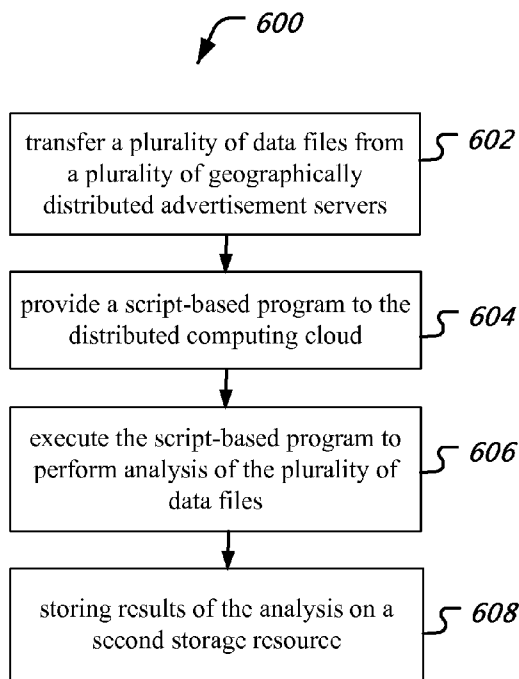 600
transfer a plurality of data files from
a plurality of geographically
distributed advertisement servers
602
provide a script-based program to the
distributed computing cloud
604
execute the script-based program to
perform analysis of the plurality of
data files
606
storing results of the analysis on a
second storage resource
608